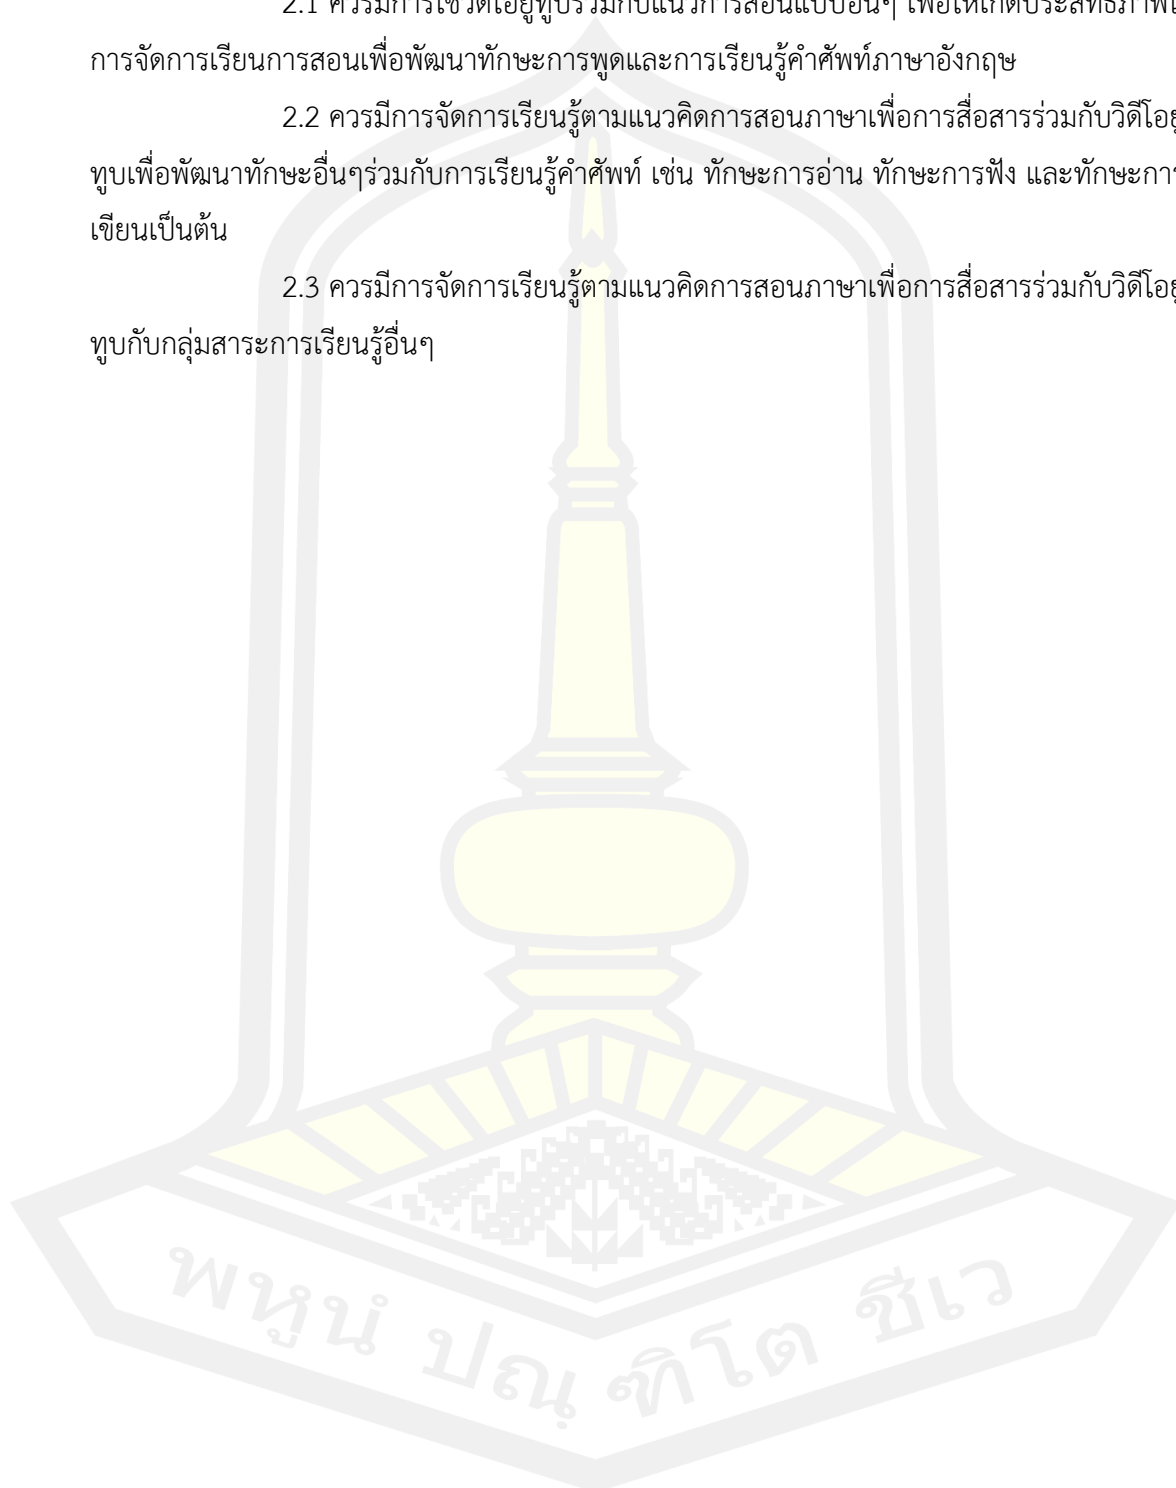 2.1 ควรมีการใช้วิดีโอยูทูบร่วมกับแนวการสอนแบบอื่นๆ เพื่อให้เกิดประสิทธิภาพ
การจัดการเรียนการสอนเพื่อพัฒนาทักษะการพูดและการเรียนรู้คำศัพท์ภาษาอังกฤษ
2.2 ควรมีการจัดการเรียนรู้ตามแนวคิดการสอนภาษาเพื่อการสื่อสารร่วมกับวิดีโอยู
ทูบเพื่อพัฒนาทักษะอื่นๆร่วมกับการเรียนรู้คำศัพท์ เช่น ทักษะการอ่าน ทักษะการฟัง และทักษะการ
เขียนเป็นต้น
2.3 ควรมีการจัดการเรียนรู้ตามแนวคิดการสอนภาษาเพื่อการสื่อสารร่วมกับวิดีโอยู
ทูบกับกลุ่มสาระการเรียนรู้อื่นๆ
พหูนํ ปณฺฑิโต ชีเว